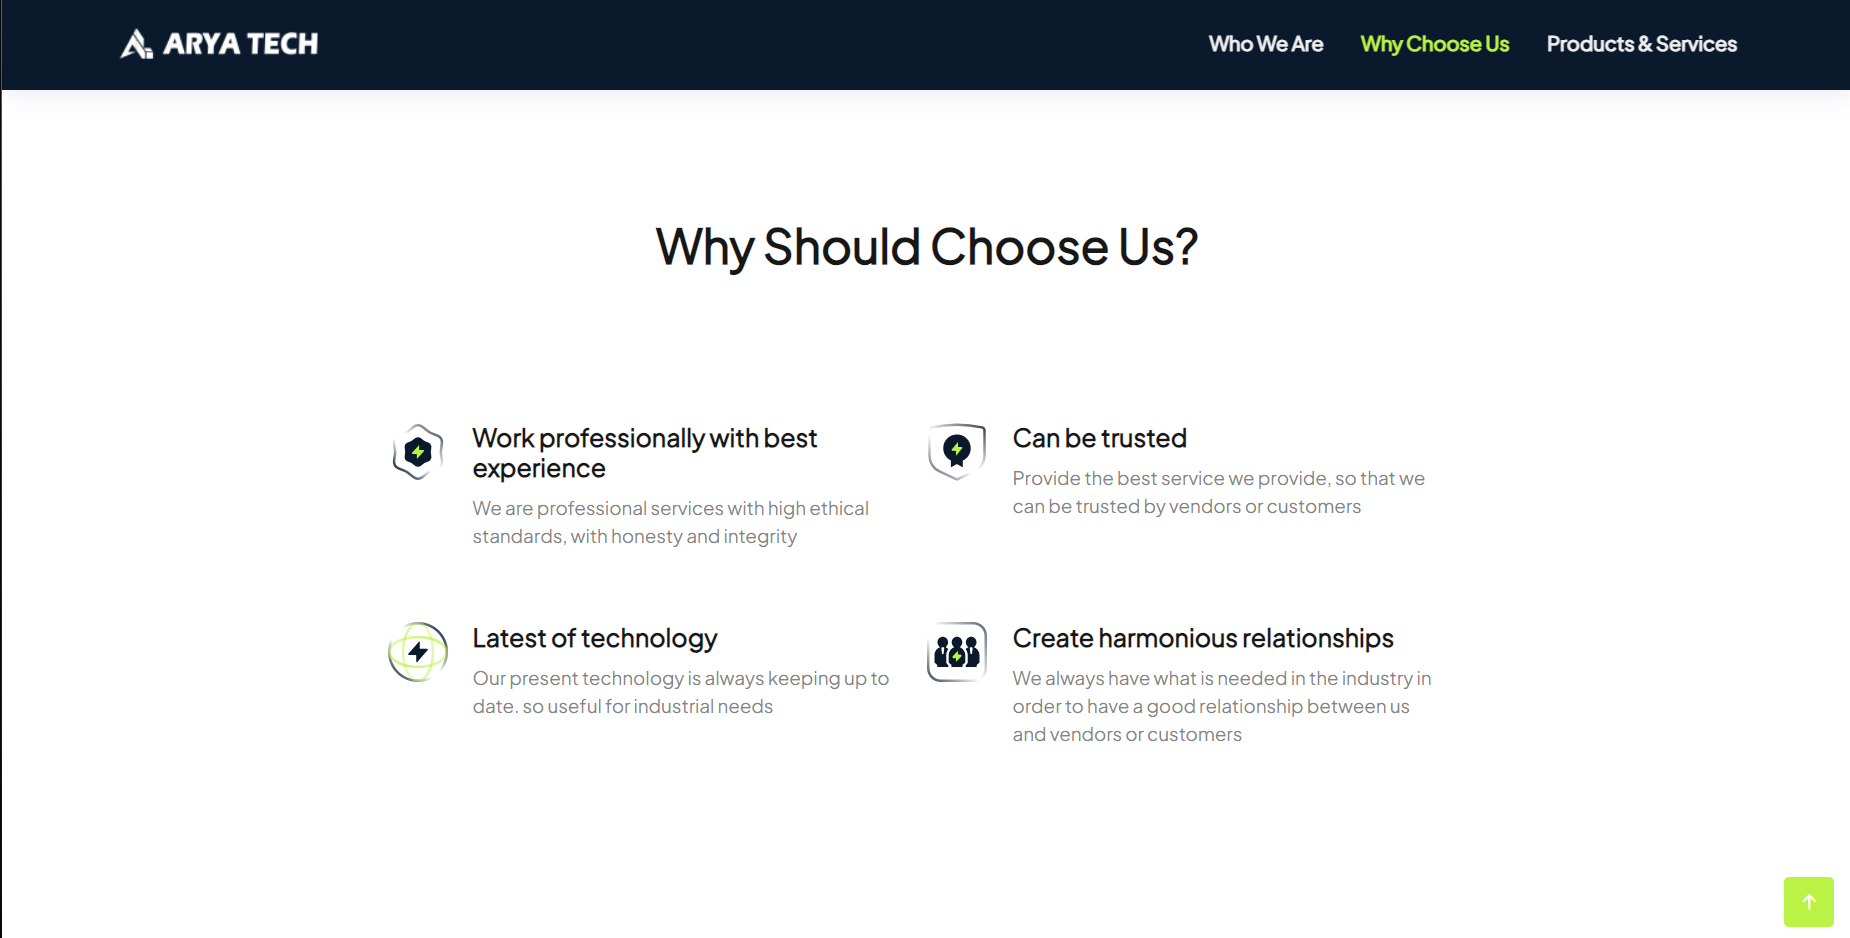 ARYA TECH
Who We Are
Why Choose Us
Products & Services
Why Should Choose Us?
Work professionally with best
experience
We are professional services with high ethical
standards, with honesty and integrity
Can be trusted
Provide the best service we provide, so that we
can be trusted by vendors or customers
Latest of technology
Our present technology is always keeping up to
date. so useful for industrial needs
Create harmonious relationships
We always have what is needed in the industry in
order to have a good relationship between us
and vendors or customers